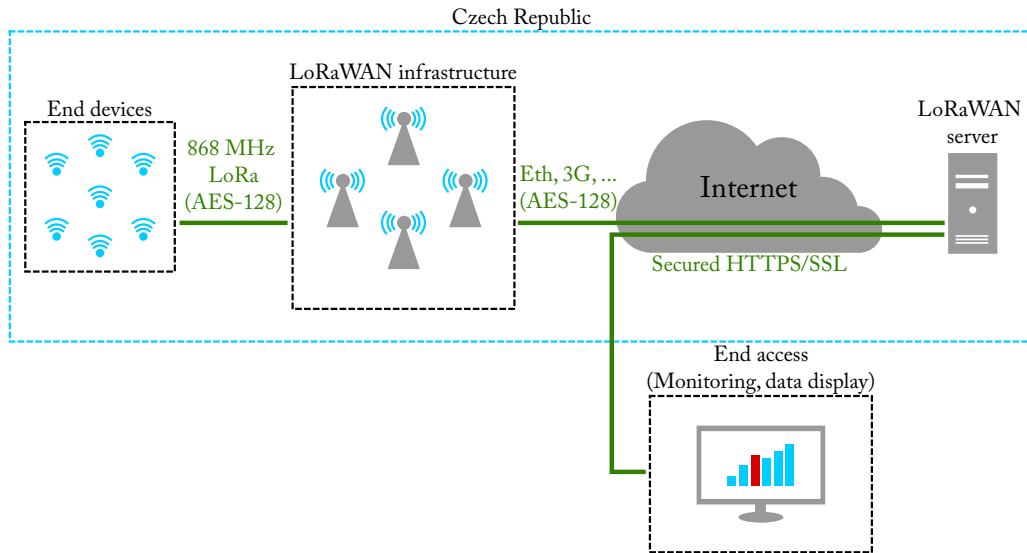 Czech Republic
LoRaWAN infrastructure
End devices
LoRaWAN
server
868 MHz
LoRa
(AES-128)
Eth, 3G, ...
(AES-128)
Internet
Secured HTTPS/SSL
End access
(Monitoring, data display)